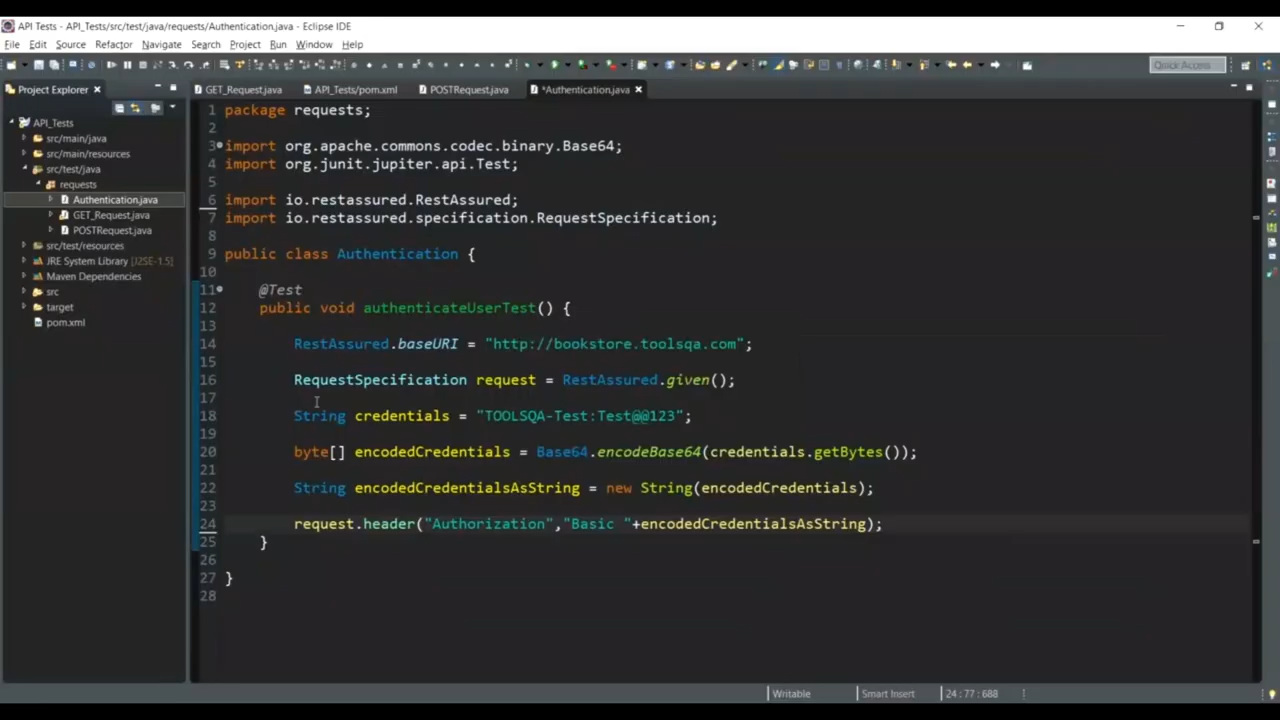 API Tests - API_Tests/src/test/java/requests/Authentication.java - Eclipse IDE
File Edit Source Refactor Navigate Search Project Run Window Help
Quick Access
Project Explorer
GET_Request.java API_Tests/pom.xml POSTRequest.java *Authentication.java
API_Tests
src/main/java
src/main/resources
src/test/java
requests
Authentication.java
GET_Request.java
POSTRequest.java
src/test/resources
JRE System Library [J2SE-1.5]
Maven Dependencies
src
target
pom.xml
1 package requests;
2
3 import org.apache.commons.codec.binary.Base64;
4 import org.junit.jupiter.api.Test;
5
6 import io.restassured.RestAssured;
7 import io.restassured.specification.RequestSpecification;
8
9 public class Authentication {
10
11 @Test
12 public void authenticateUserTest() {
13
14 RestAssured.baseURI = "http://bookstore.toolsqa.com";
15
16 RequestSpecification request = RestAssured.given();
17
18 String credentials = "TOOLSQA-Test:Test@@123";
19
20 byte[] encodedCredentials = Base64.encodeBase64(credentials.getBytes());
21
22 String encodedCredentialsAsString = new String(encodedCredentials);
23
24 request.header("Authorization","Basic "+encodedCredentialsAsString);
25 }
26
27 }
28
Writable Smart Insert 24 : 77 : 688